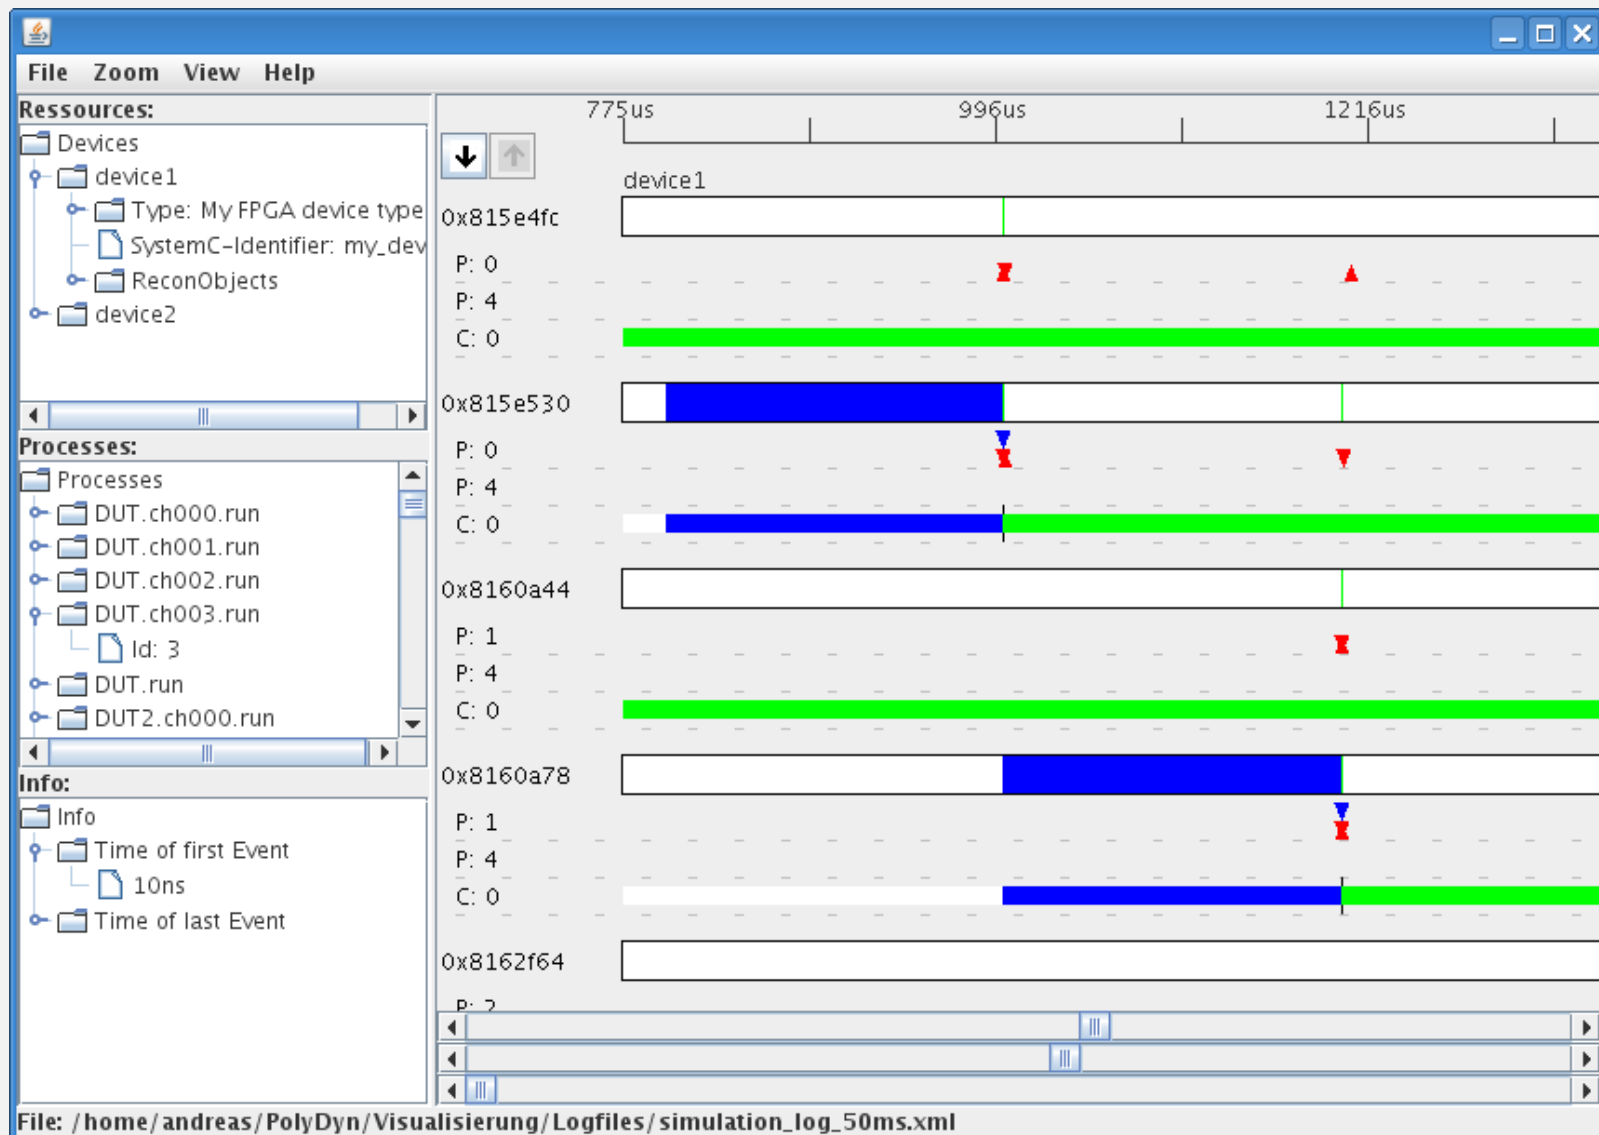 File Zoom View Help
Ressources:
Devices
device1
Type: My FPGA device type
SystemC-Identifier: my_dev
ReconObjects
device2
Processes:
Processes
DUT.ch000.run
DUT.ch001.run
DUT.ch002.run
DUT.ch003.run
Id: 3
DUT.run
DUT2.ch000.run
Info:
Info
Time of first Event
10ns
Time of last Event
775us 996us 1216us
device1
0x815e4fc
P: 0
P: 4
C: 0
0x815e530
P: 0
P: 4
C: 0
0x8160a44
P: 1
P: 4
C: 0
0x8160a78
P: 1
P: 4
C: 0
0x8162f64
P: 2
File: /home/andreas/PolyDyn/Visualisierung/Logfiles/simulation_log_50ms.xml